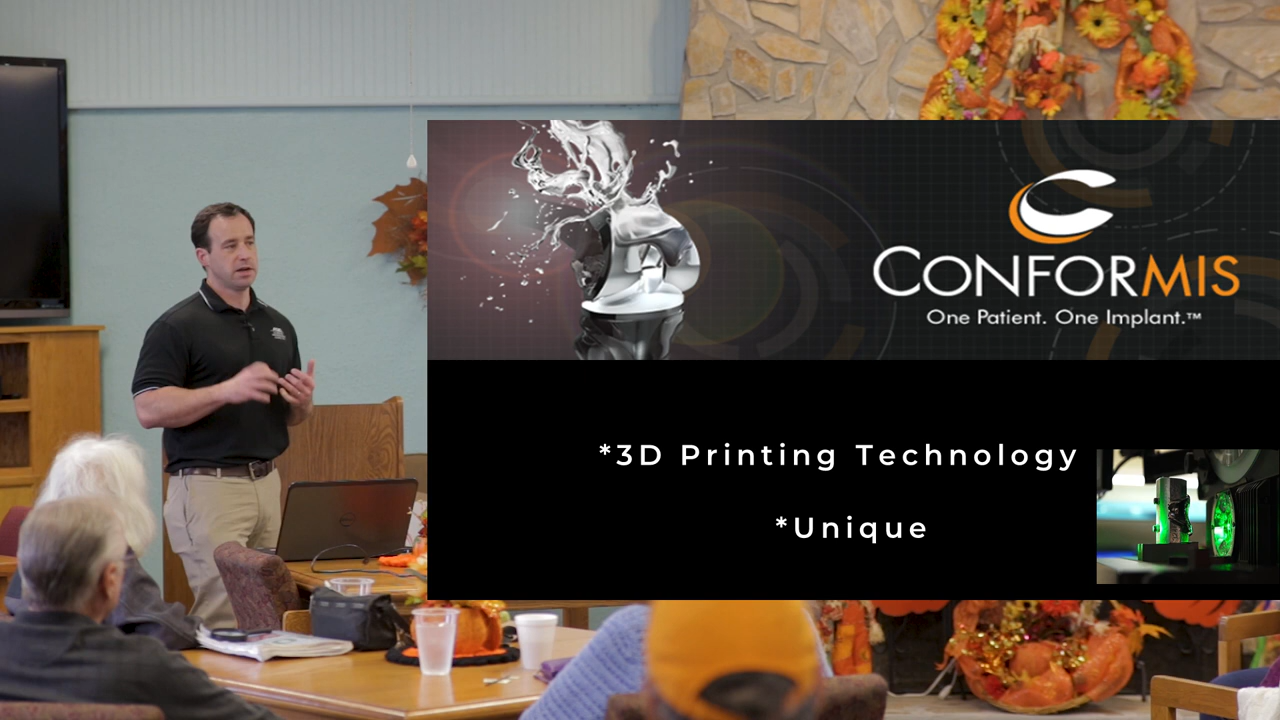 CONFORMIS
One Patient. One Implant.™
*3D Printing Technology
*Unique